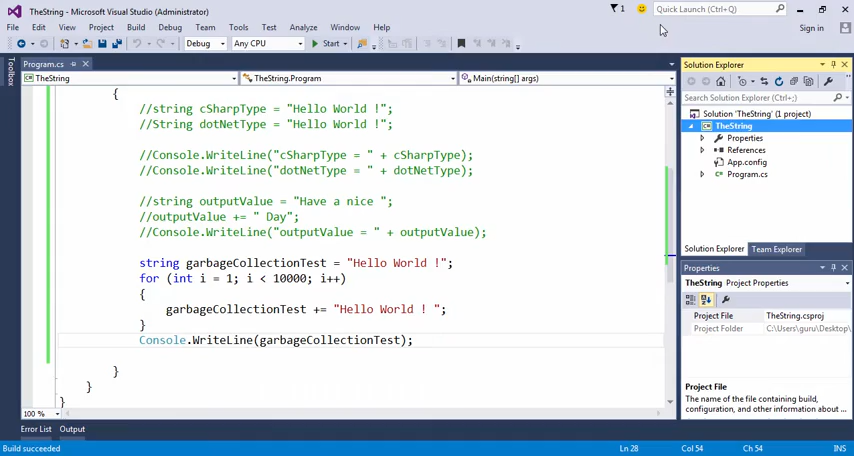 TheString - Microsoft Visual Studio (Administrator)
1
Quick Launch (Ctrl+Q)
File Edit View Project Build Debug Team Tools Test Architecture Analyze Window Help
Sign in
Debug Any CPU Start
Toolbox
Program.cs
TheString TheString.Program Main(string[] args)
{
//string cSharpType = "Hello World !";
//String dotNetType = "Hello World !";
//Console.WriteLine("cSharpType = " + cSharpType);
//Console.WriteLine("dotNetType = " + dotNetType);
//string outputValue = "Have a nice ";
//outputValue += " Day";
//Console.WriteLine("outputValue = " + outputValue);
string garbageCollectionTest = "Hello World !";
for (int i = 1; i < 10000; i++)
{
garbageCollectionTest += "Hello World ! ";
}
Console.WriteLine(garbageCollectionTest);
}
}
}
100 %
Solution Explorer
Search Solution Explorer (Ctrl+;)
Solution 'TheString' (1 project)
TheString
Properties
References
App.config
Program.cs
Solution Explorer Team Explorer
Properties
TheString Project Properties
Project File TheString.csproj
Project Folder C:\Users\guru\Desktop\
Project File
The name of the file containing build,
configuration, and other information about ...
Error List Output
Build succeeded Ln 28 Col 54 Ch 54 INS